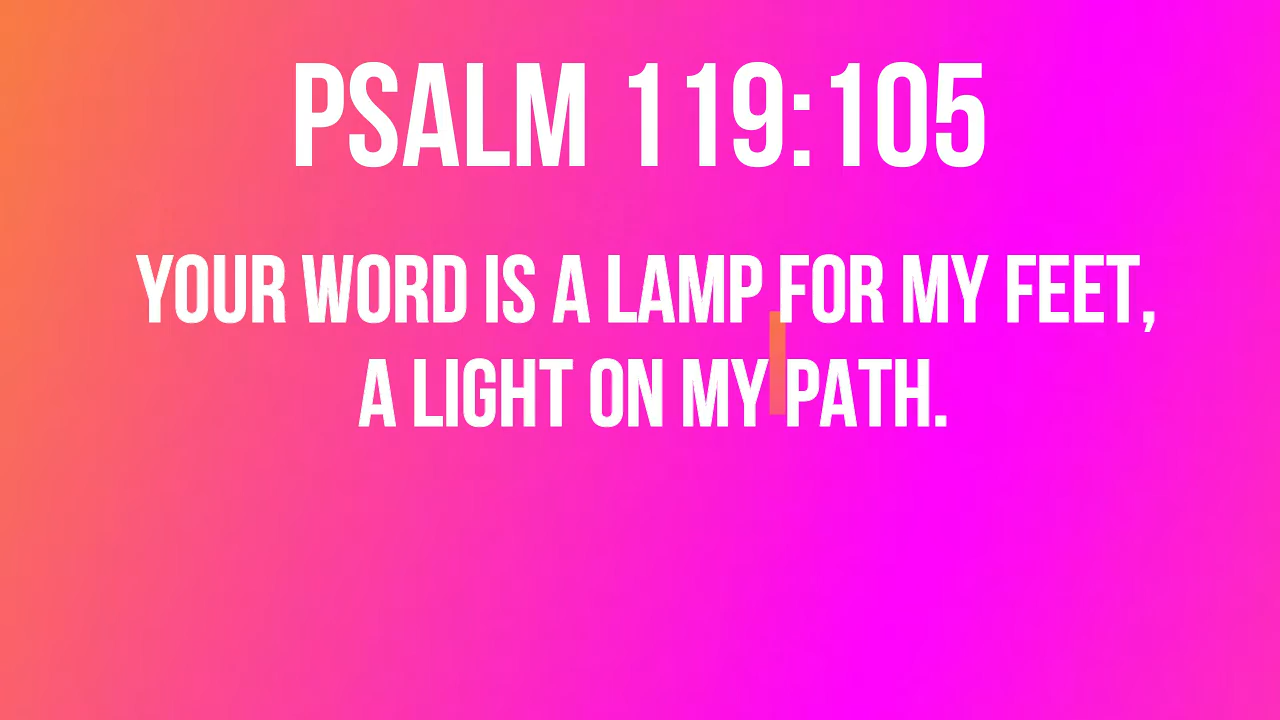 PSALM 119:105
YOUR WORD IS A LAMP FOR MY FEET,
A LIGHT ON MY PATH.